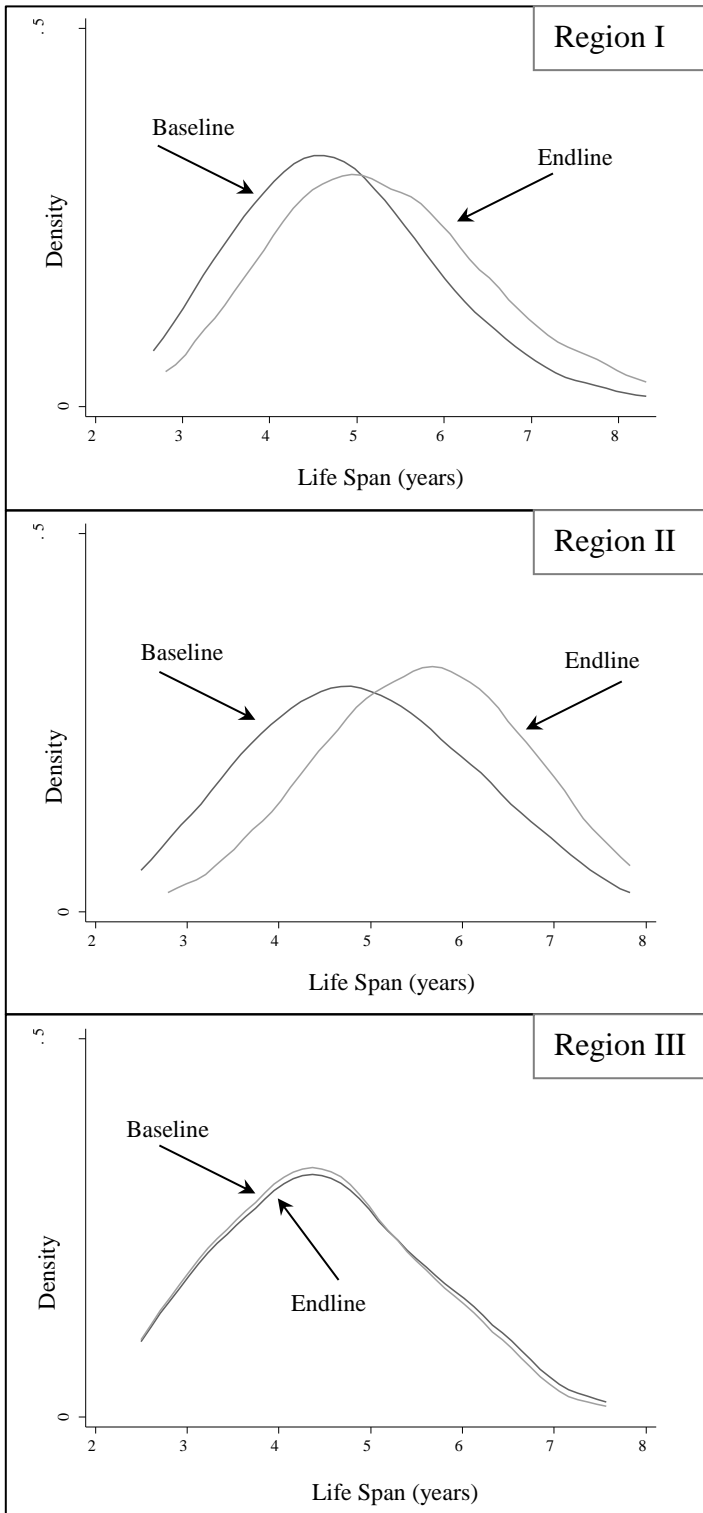 Region I
. 5
Baseline
Endline
Density
0
2 3 4 5 6 7 8
Life Span (years)
Region II
. 5
Baseline
Endline
Density
0
2 3 4 5 6 7 8
Life Span (years)
Region III
. 5
Baseline
Endline
Density
0
2 3 4 5 6 7 8
Life Span (years)